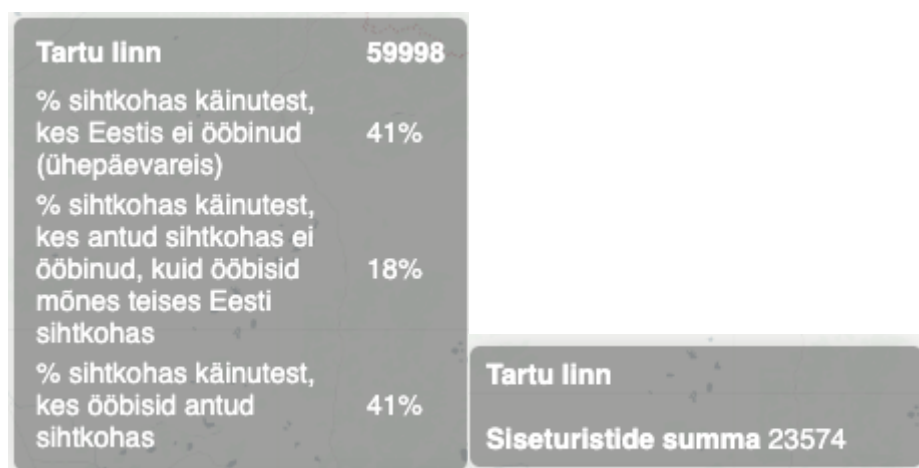 Tartu linn 59998
% sihtkohas käinutest,
kes Eestis ei ööbinud 41%
(ühepäevareis)
% sihtkohas käinutest,
kes antud sihtkohas ei
ööbinud, kuid ööbisid 18%
mõnes teises Eesti
sihtkohas
% sihtkohas käinutest,
kes ööbisid antud 41%
sihtkohas
Tartu linn
Siseturistide summa 23574